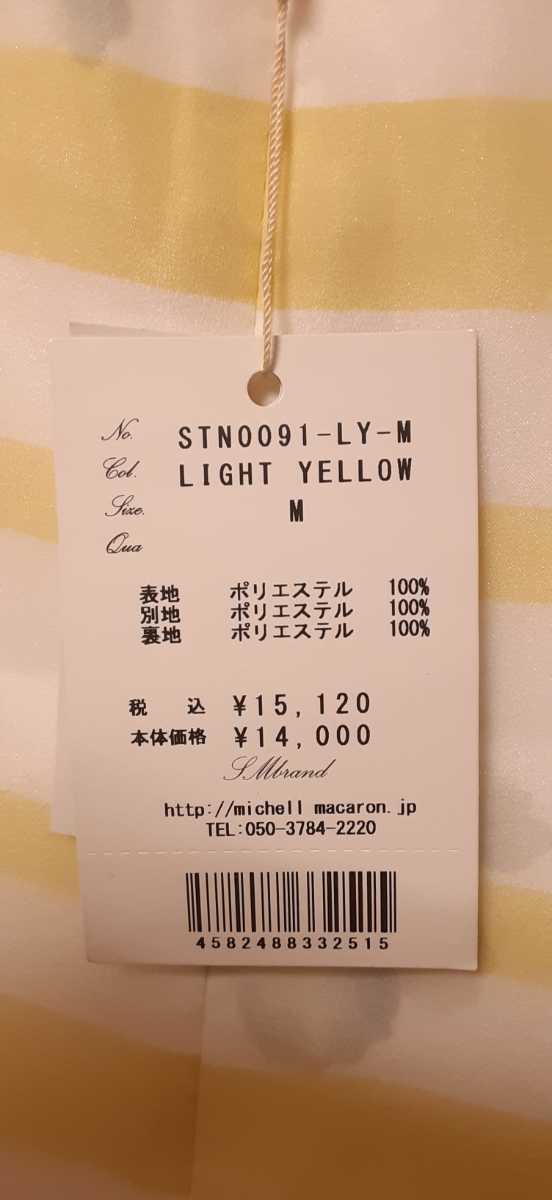 No. STN0091-LY-M
Col. LIGHT YELLOW
Size. M
Qua
表地 ポリエステル 100%
別地 ポリエステル 100%
裏地 ポリエステル 100%
税 込 ¥15,120
本体価格 ¥14,000
S.Mbrand
http://michell macaron.jp
TEL:050-3784-2220
4582488332515